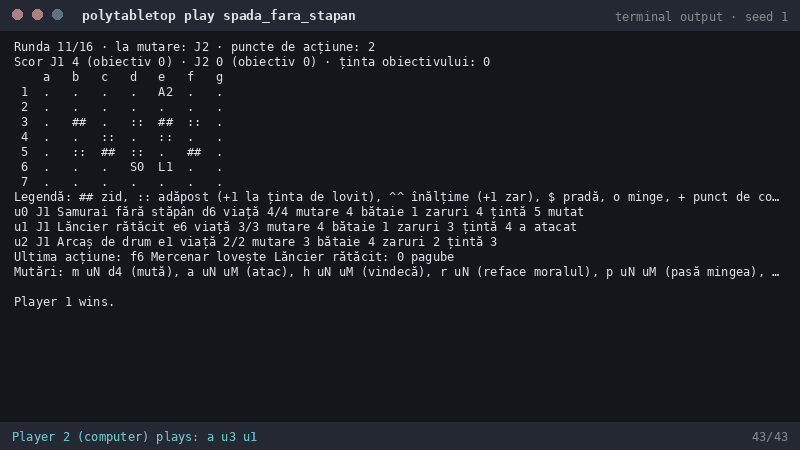 polytabletop play spada_fara_stapan
terminal output · seed 1
Runda 11/16 · la mutare: J2 · puncte de acțiune: 2
Scor J1 4 (obiectiv 0) · J2 0 (obiectiv 0) · ținta obiectivului: 0
a b c d e f g
1 . . . . A2 . .
2 . . . . . . .
3 . ## . :: ## :: .
4 . . :: . :: . .
5 . :: ## :: . ## .
6 . . . S0 L1 . .
7 . . . . . . .
Legendă: ## zid, :: adăpost (+1 la ținta de lovit), ^^ înălțime (+1 zar), $ pradă, o minge, + punct de co…
u0 J1 Samurai fără stăpân d6 viață 4/4 mutare 4 bătaie 1 zaruri 4 țintă 5 mutat
u1 J1 Lăncier rătăcit e6 viață 3/3 mutare 4 bătaie 1 zaruri 3 țintă 4 a atacat
u2 J1 Arcaș de drum e1 viață 2/2 mutare 3 bătaie 4 zaruri 2 țintă 3
Ultima acțiune: f6 Mercenar lovește Lăncier rătăcit: 0 pagube
Mutări: m uN d4 (mută), a uN uM (atac), h uN uM (vindecă), r uN (reface moralul), p uN uM (pasă mingea), …
Player 1 wins.
Player 2 (computer) plays: a u3 u1
43/43